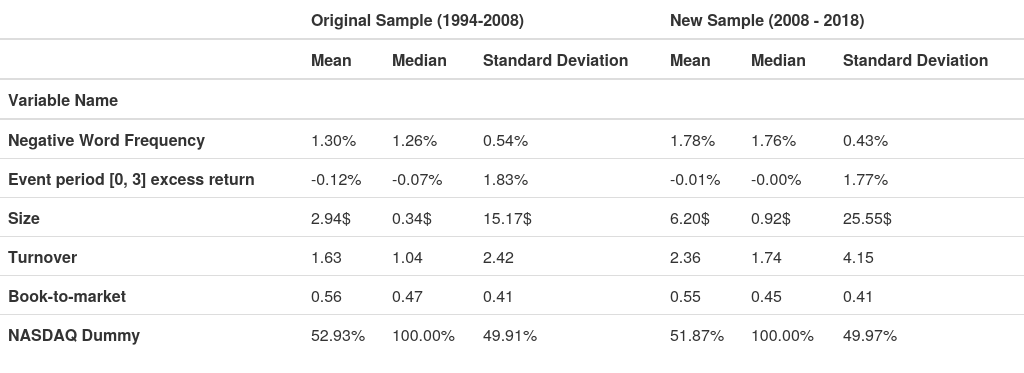 Original Sample (1994-2008) New Sample (2008 - 2018)
Mean Median Standard Deviation Mean Median Standard Deviation
Variable Name
Negative Word Frequency 1.30% 1.26% 0.54% 1.78% 1.76% 0.43%
Event period [0, 3] excess return -0.12% -0.07% 1.83% -0.01% -0.00% 1.77%
Size 2.94$ 0.34$ 15.17$ 6.20$ 0.92$ 25.55$
Turnover 1.63 1.04 2.42 2.36 1.74 4.15
Book-to-market 0.56 0.47 0.41 0.55 0.45 0.41
NASDAQ Dummy 52.93% 100.00% 49.91% 51.87% 100.00% 49.97%